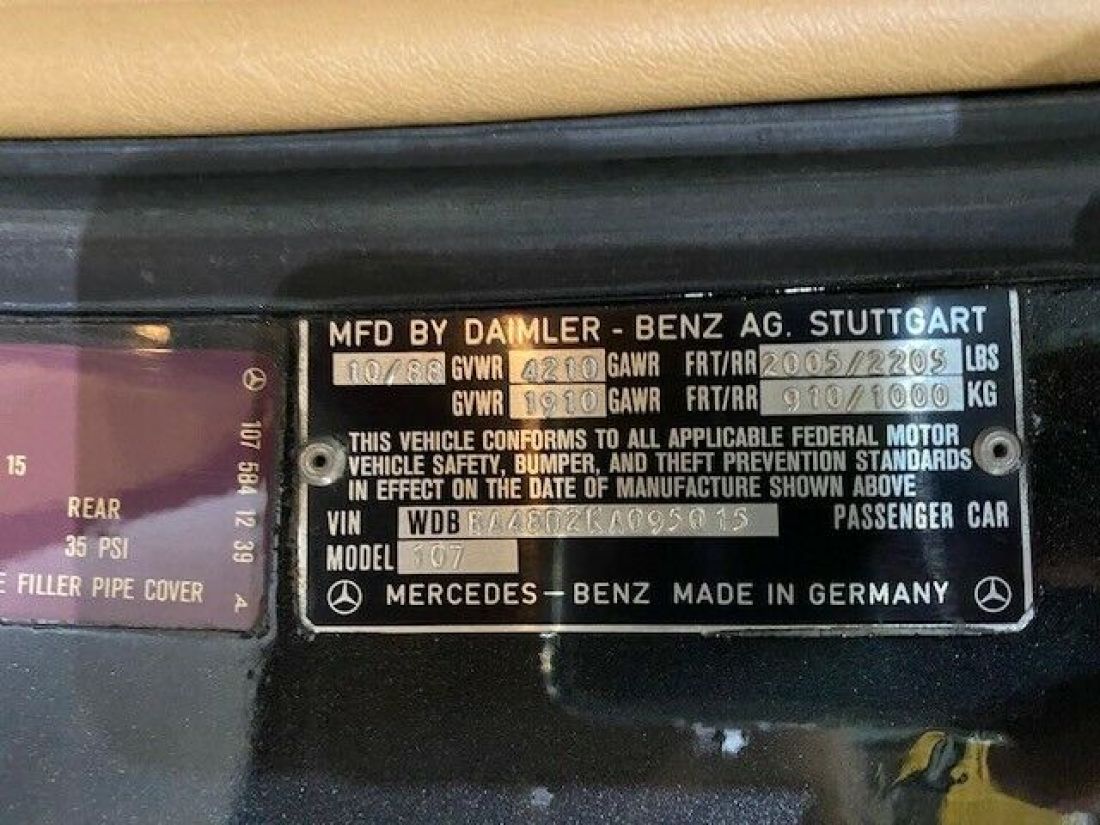 MFD BY DAIMLER - BENZ AG. STUTTGART
10/88 GVWR 4210 GAWR FRT/RR 2005/2205 LBS
GVWR 1910 GAWR FRT/RR 910/1000 KG
THIS VEHICLE CONFORMS TO ALL APPLICABLE FEDERAL MOTOR
VEHICLE SAFETY, BUMPER, AND THEFT PREVENTION STANDARDS
IN EFFECT ON THE DATE OF MANUFACTURE SHOWN ABOVE
VIN WDB BA48D2KA095015 PASSENGER CAR
MODEL 107
MERCEDES - BENZ MADE IN GERMANY
15
REAR
35 PSI
E FILLER PIPE COVER
107 584 12 39 A